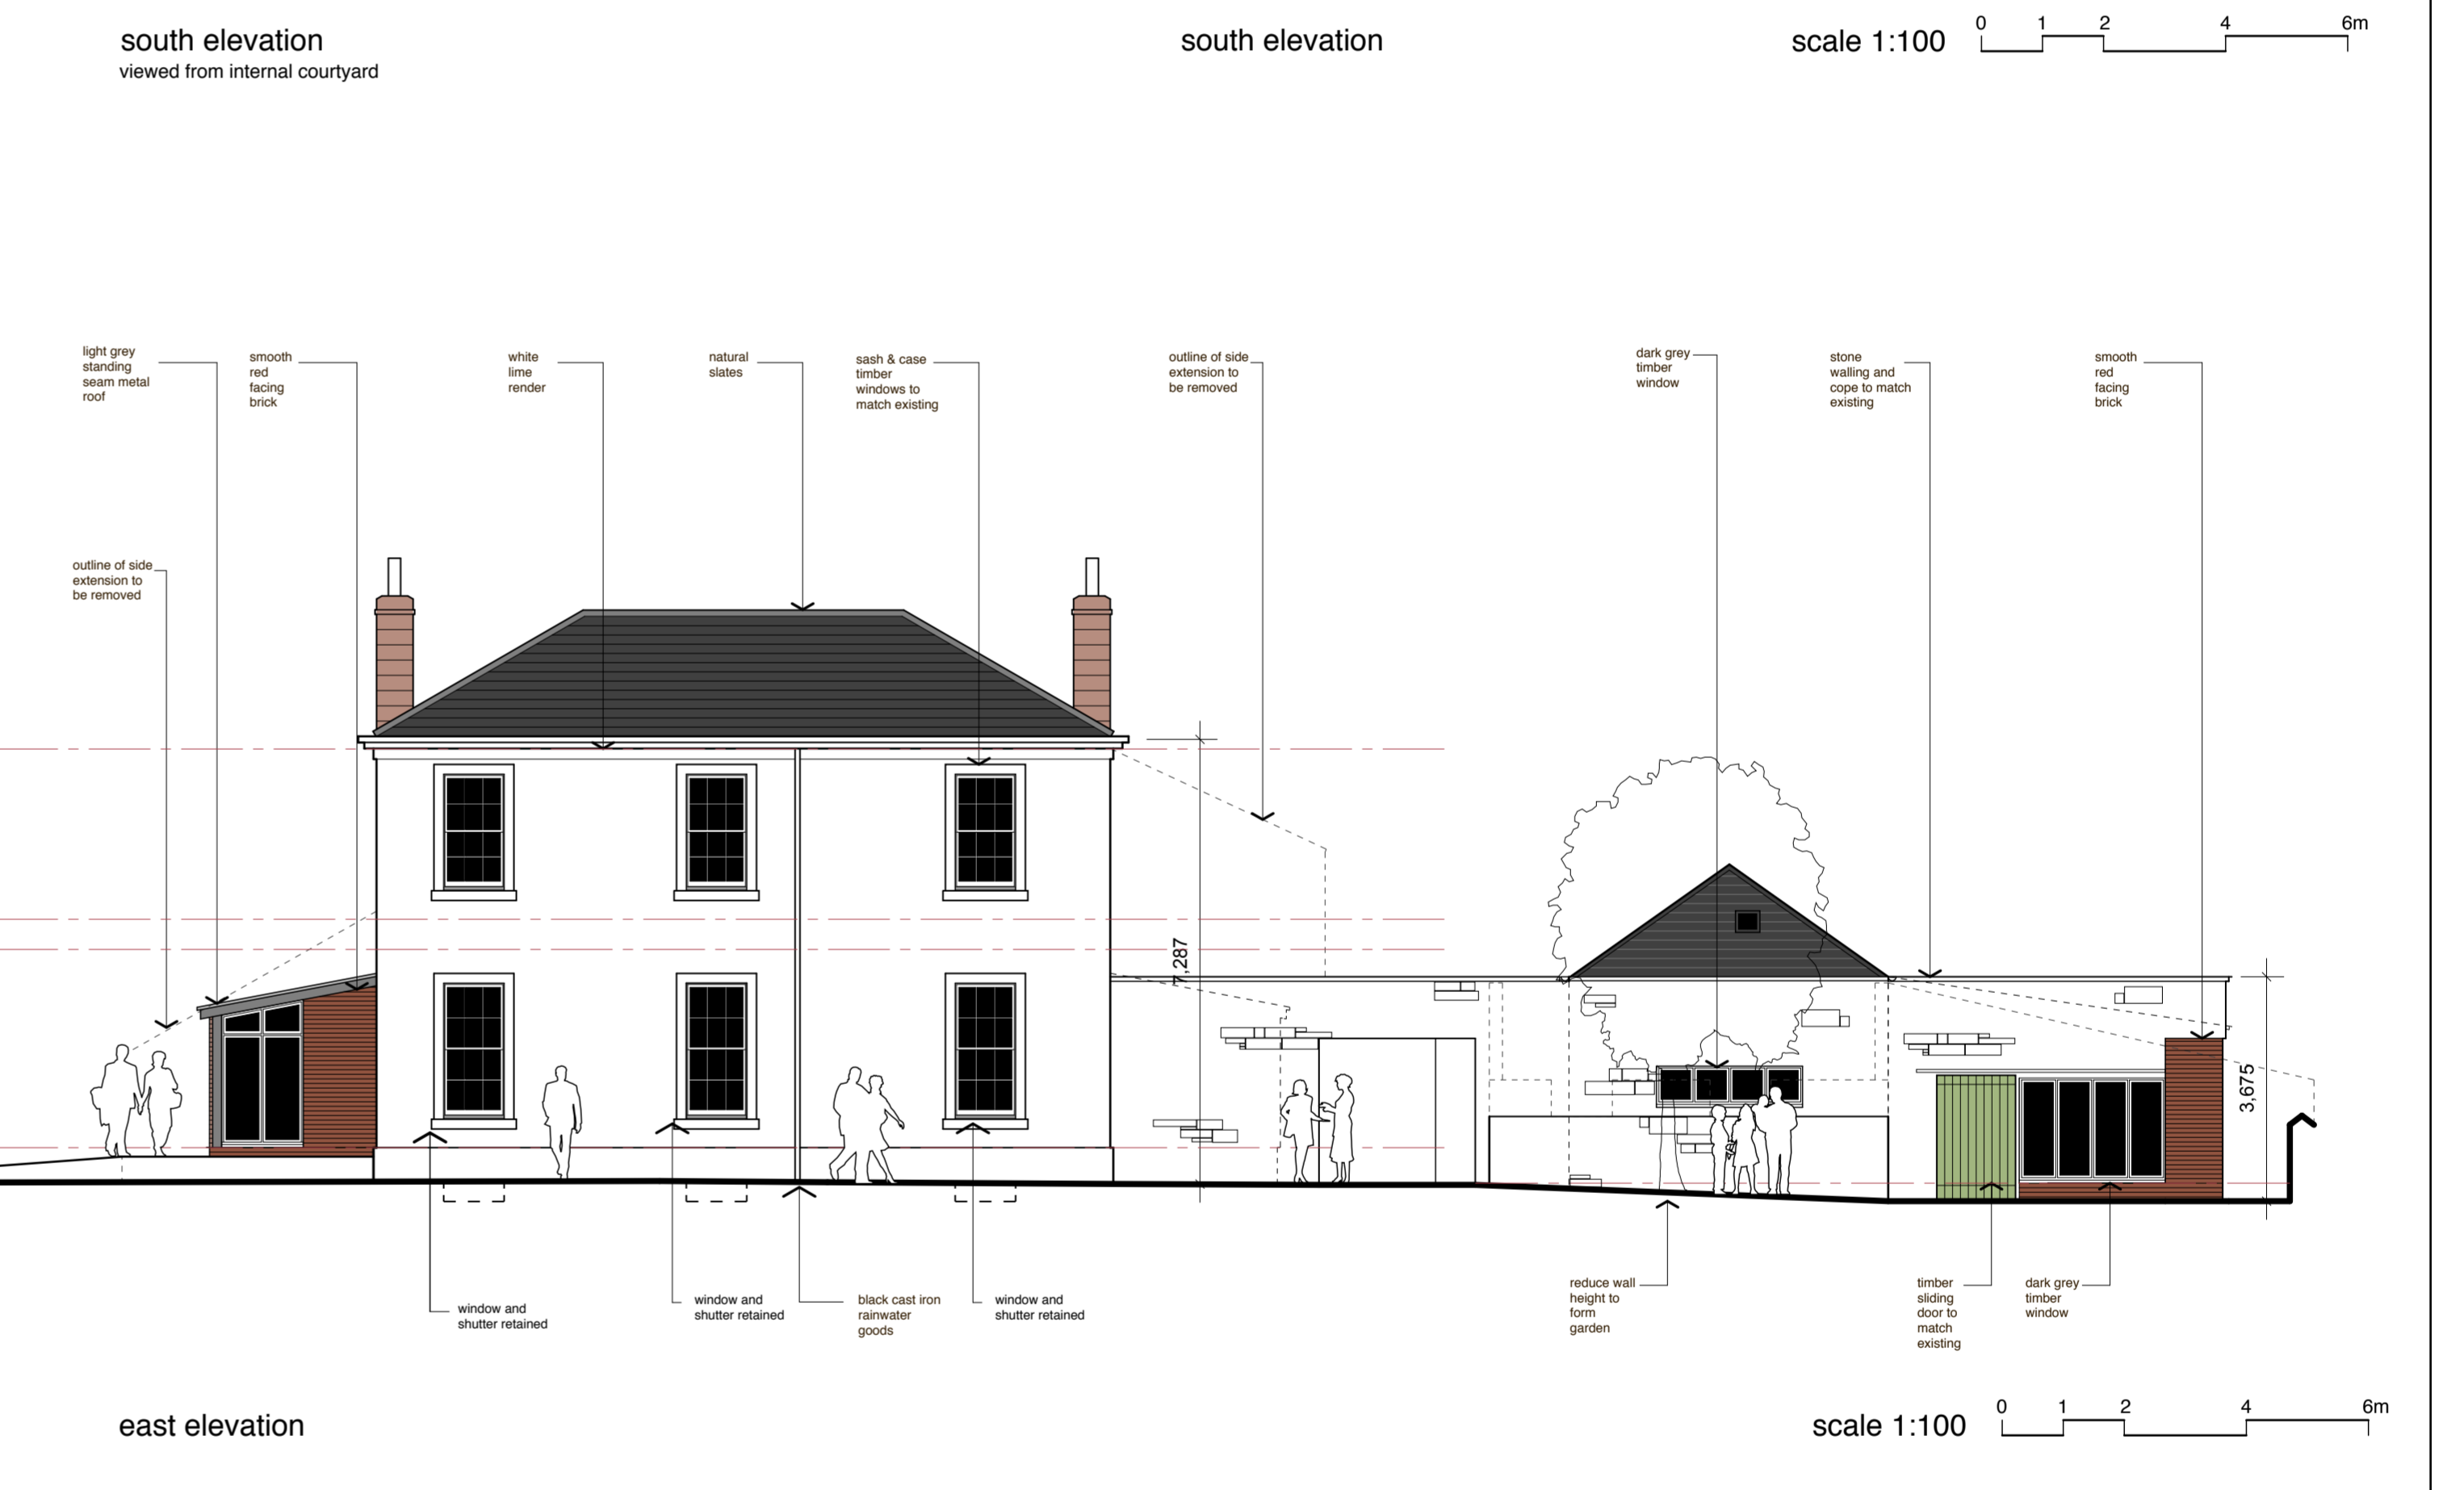 south elevation
viewed from internal courtyard
south elevation
scale 1:100
0 1 2 4 6m
light grey
standing
seam metal
roof
smooth
red
facing
brick
white
lime
render
natural
slates
sash & case
timber
windows to
match existing
outline of side
extension to
be removed
dark grey
timber
window
stone
walling and
cope to match
existing
smooth
red
facing
brick
outline of side
extension to
be removed
7,287
3,675
window and
shutter retained
window and
shutter retained
black cast iron
rainwater
goods
window and
shutter retained
reduce wall
height to
form
garden
timber
sliding
door to
match
existing
dark grey
timber
window
east elevation
scale 1:100
0 1 2 4 6m